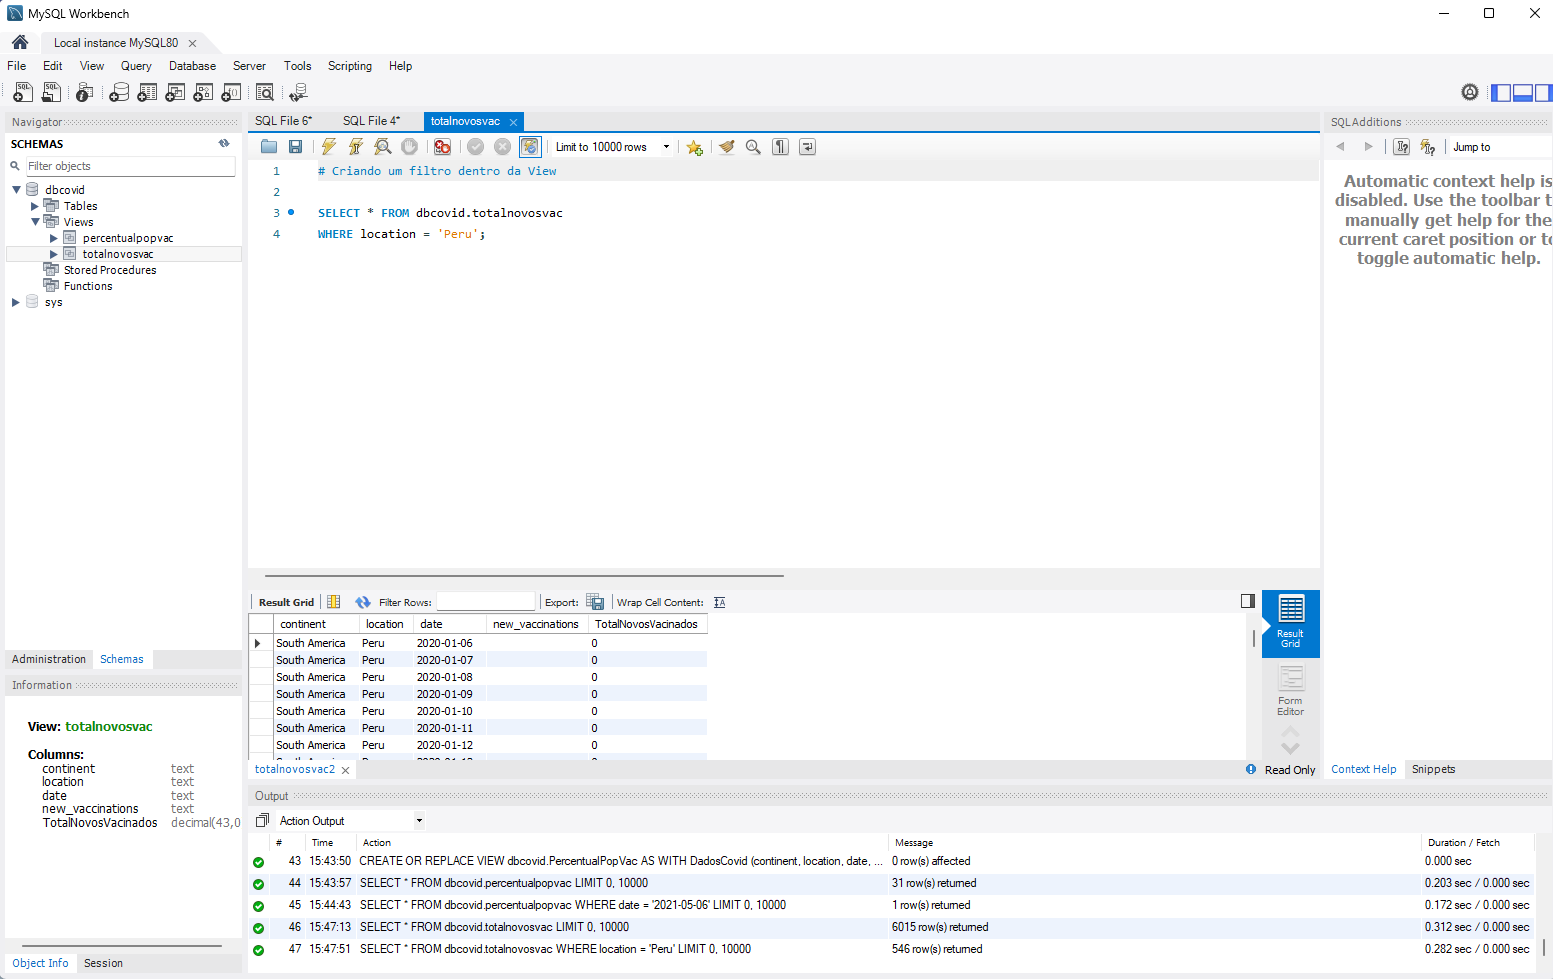 MySQL Workbench
Local instance MySQL80
File Edit View Query Database Server Tools Scripting Help
Navigator
SCHEMAS
Filter objects
dbcovid
Tables
Views
percentualpopvac
totalnovosvac
Stored Procedures
Functions
sys
Administration Schemas
Information
View: totalnovosvac
Columns:
continent text
location text
date text
new_vaccinations text
TotalNovosVacinados decimal(43,0
Object Info Session
SQL File 6* SQL File 4* totalnovosvac
Limit to 10000 rows
1 # Criando um filtro dentro da View
2
3 SELECT * FROM dbcovid.totalnovosvac
4 WHERE location = 'Peru';
Result Grid Filter Rows: Export: Wrap Cell Content:
continent location date new_vaccinations TotalNovosVacinados
South America Peru 2020-01-06 0
South America Peru 2020-01-07 0
South America Peru 2020-01-08 0
South America Peru 2020-01-09 0
South America Peru 2020-01-10 0
South America Peru 2020-01-11 0
South America Peru 2020-01-12 0
Result
Grid
Form
Editor
totalnovosvac2
Read Only
SQLAdditions
Jump to
Automatic context help is
disabled. Use the toolbar t
manually get help for the
current caret position or to
toggle automatic help.
Context Help Snippets
Output
Action Output
# Time Action Message Duration / Fetch
43 15:43:50 CREATE OR REPLACE VIEW dbcovid.PercentualPopVac AS WITH DadosCovid (continent, location, date, ... 0 row(s) affected 0.000 sec
44 15:43:57 SELECT * FROM dbcovid.percentualpopvac LIMIT 0, 10000 31 row(s) returned 0.203 sec / 0.000 sec
45 15:44:43 SELECT * FROM dbcovid.percentualpopvac WHERE date = '2021-05-06' LIMIT 0, 10000 1 row(s) returned 0.172 sec / 0.000 sec
46 15:47:13 SELECT * FROM dbcovid.totalnovosvac LIMIT 0, 10000 6015 row(s) returned 0.312 sec / 0.000 sec
47 15:47:51 SELECT * FROM dbcovid.totalnovosvac WHERE location = 'Peru' LIMIT 0, 10000 546 row(s) returned 0.282 sec / 0.000 sec